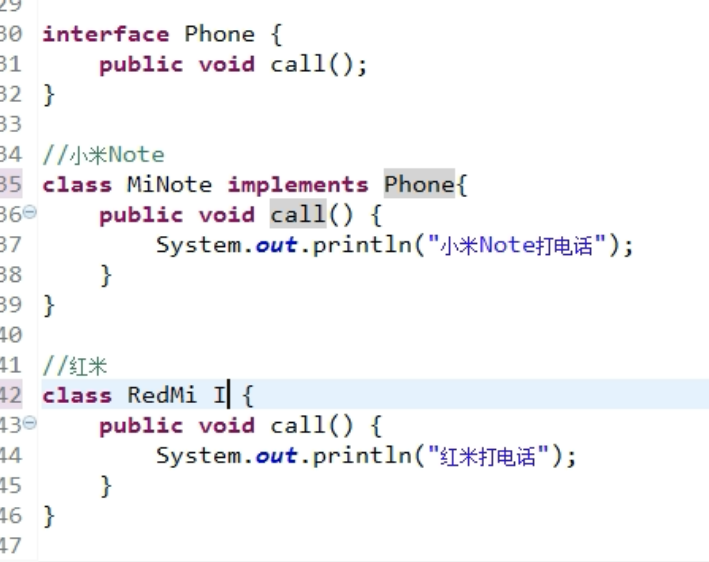 29
30 interface Phone {
31     public void call();
32 }
33
34 //小米Note
35 class MiNote implements Phone{
36     public void call() {
37         System.out.println("小米Note打电话");
38     }
39 }
40
41 //红米
42 class RedMi I {
43     public void call() {
44         System.out.println("红米打电话");
45     }
46 }
47